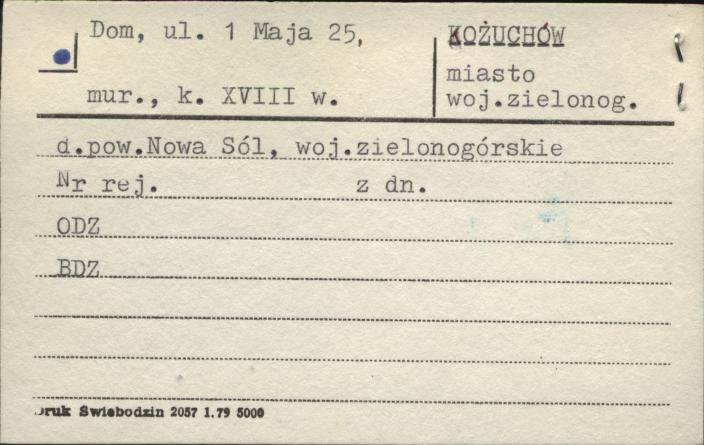 Dom, ul. 1 Maja 25,
mur., k. XVIII w.
KOŻUCHÓW
miasto
woj.zielonog.
d.pow.Nowa Sól, woj.zielonogórskie
Nr rej. z dn.
ODZ
BDZ
Druk Świebodzin 2057 1.79 5000